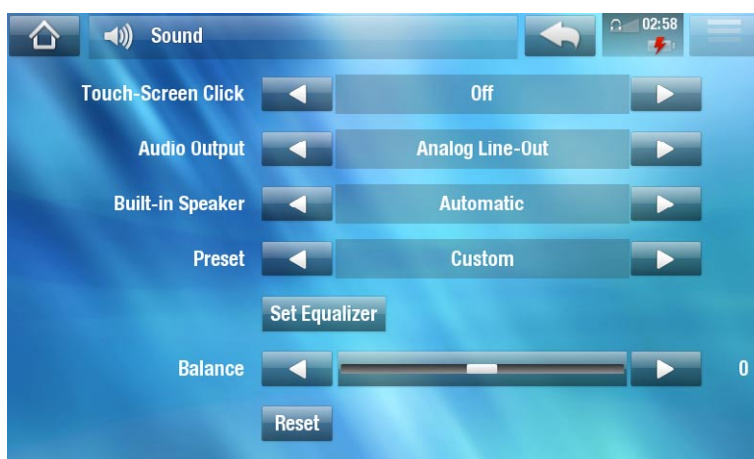 Sound 02:58
Touch-Screen Click Off
Audio Output Analog Line-Out
Built-in Speaker Automatic
Preset Custom
Set Equalizer
Balance 0
Reset